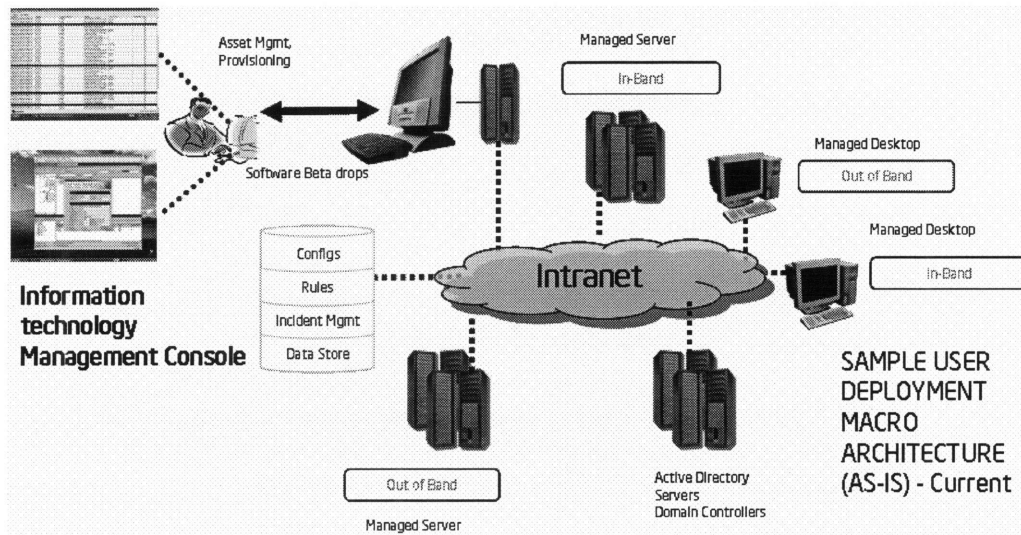 Asset Mgmt,
Provisioning
Software Beta drops
Managed Server
In-Band
Managed Desktop
Out of Band
Managed Desktop
In-Band
Intranet
Configs
Rules
Incident Mgmt
Data Store
Information
technology
Management Console
Out of Band
Managed Server
Active Directory
Servers
Domain Controllers
SAMPLE USER
DEPLOYMENT
MACRO
ARCHITECTURE
(AS-IS) - Current